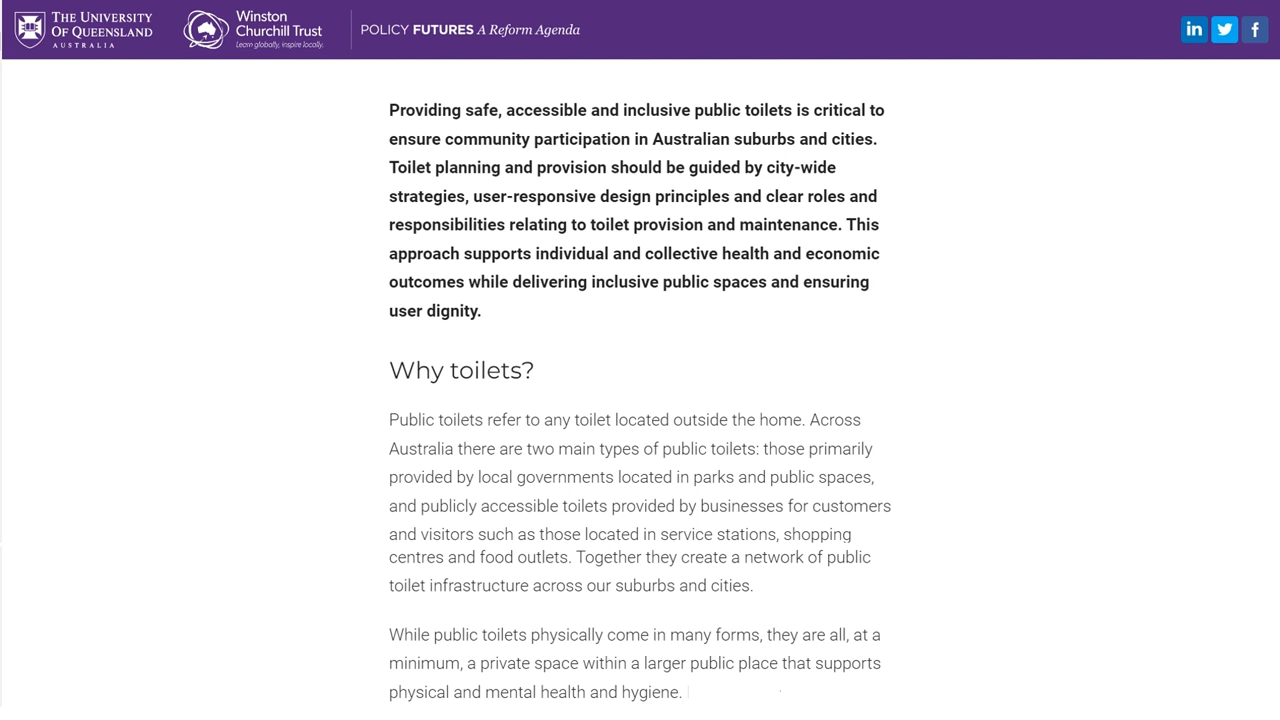 THE UNIVERSITY
OF QUEENSLAND
AUSTRALIA
Winston
Churchill Trust
Learn globally, inspire locally.
POLICY FUTURES A Reform Agenda
in
f
Providing safe, accessible and inclusive public toilets is critical to
ensure community participation in Australian suburbs and cities.
Toilet planning and provision should be guided by city-wide
strategies, user-responsive design principles and clear roles and
responsibilities relating to toilet provision and maintenance. This
approach supports individual and collective health and economic
outcomes while delivering inclusive public spaces and ensuring
user dignity.
Why toilets?
Public toilets refer to any toilet located outside the home. Across
Australia there are two main types of public toilets: those primarily
provided by local governments located in parks and public spaces,
and publicly accessible toilets provided by businesses for customers
and visitors such as those located in service stations, shopping
centres and food outlets. Together they create a network of public
toilet infrastructure across our suburbs and cities.
While public toilets physically come in many forms, they are all, at a
minimum, a private space within a larger public place that supports
physical and mental health and hygiene.